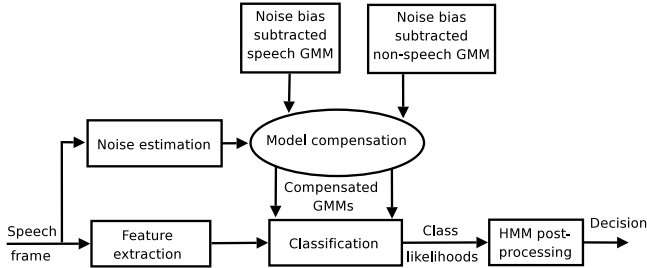 Noise bias
subtracted
speech GMM
Noise bias
subtracted
non-speech GMM
Noise estimation
Model compensation
Compensated
GMMs
Speech
frame
Feature
extraction
Classification
Class
likelihoods
HMM post-
processing
Decision